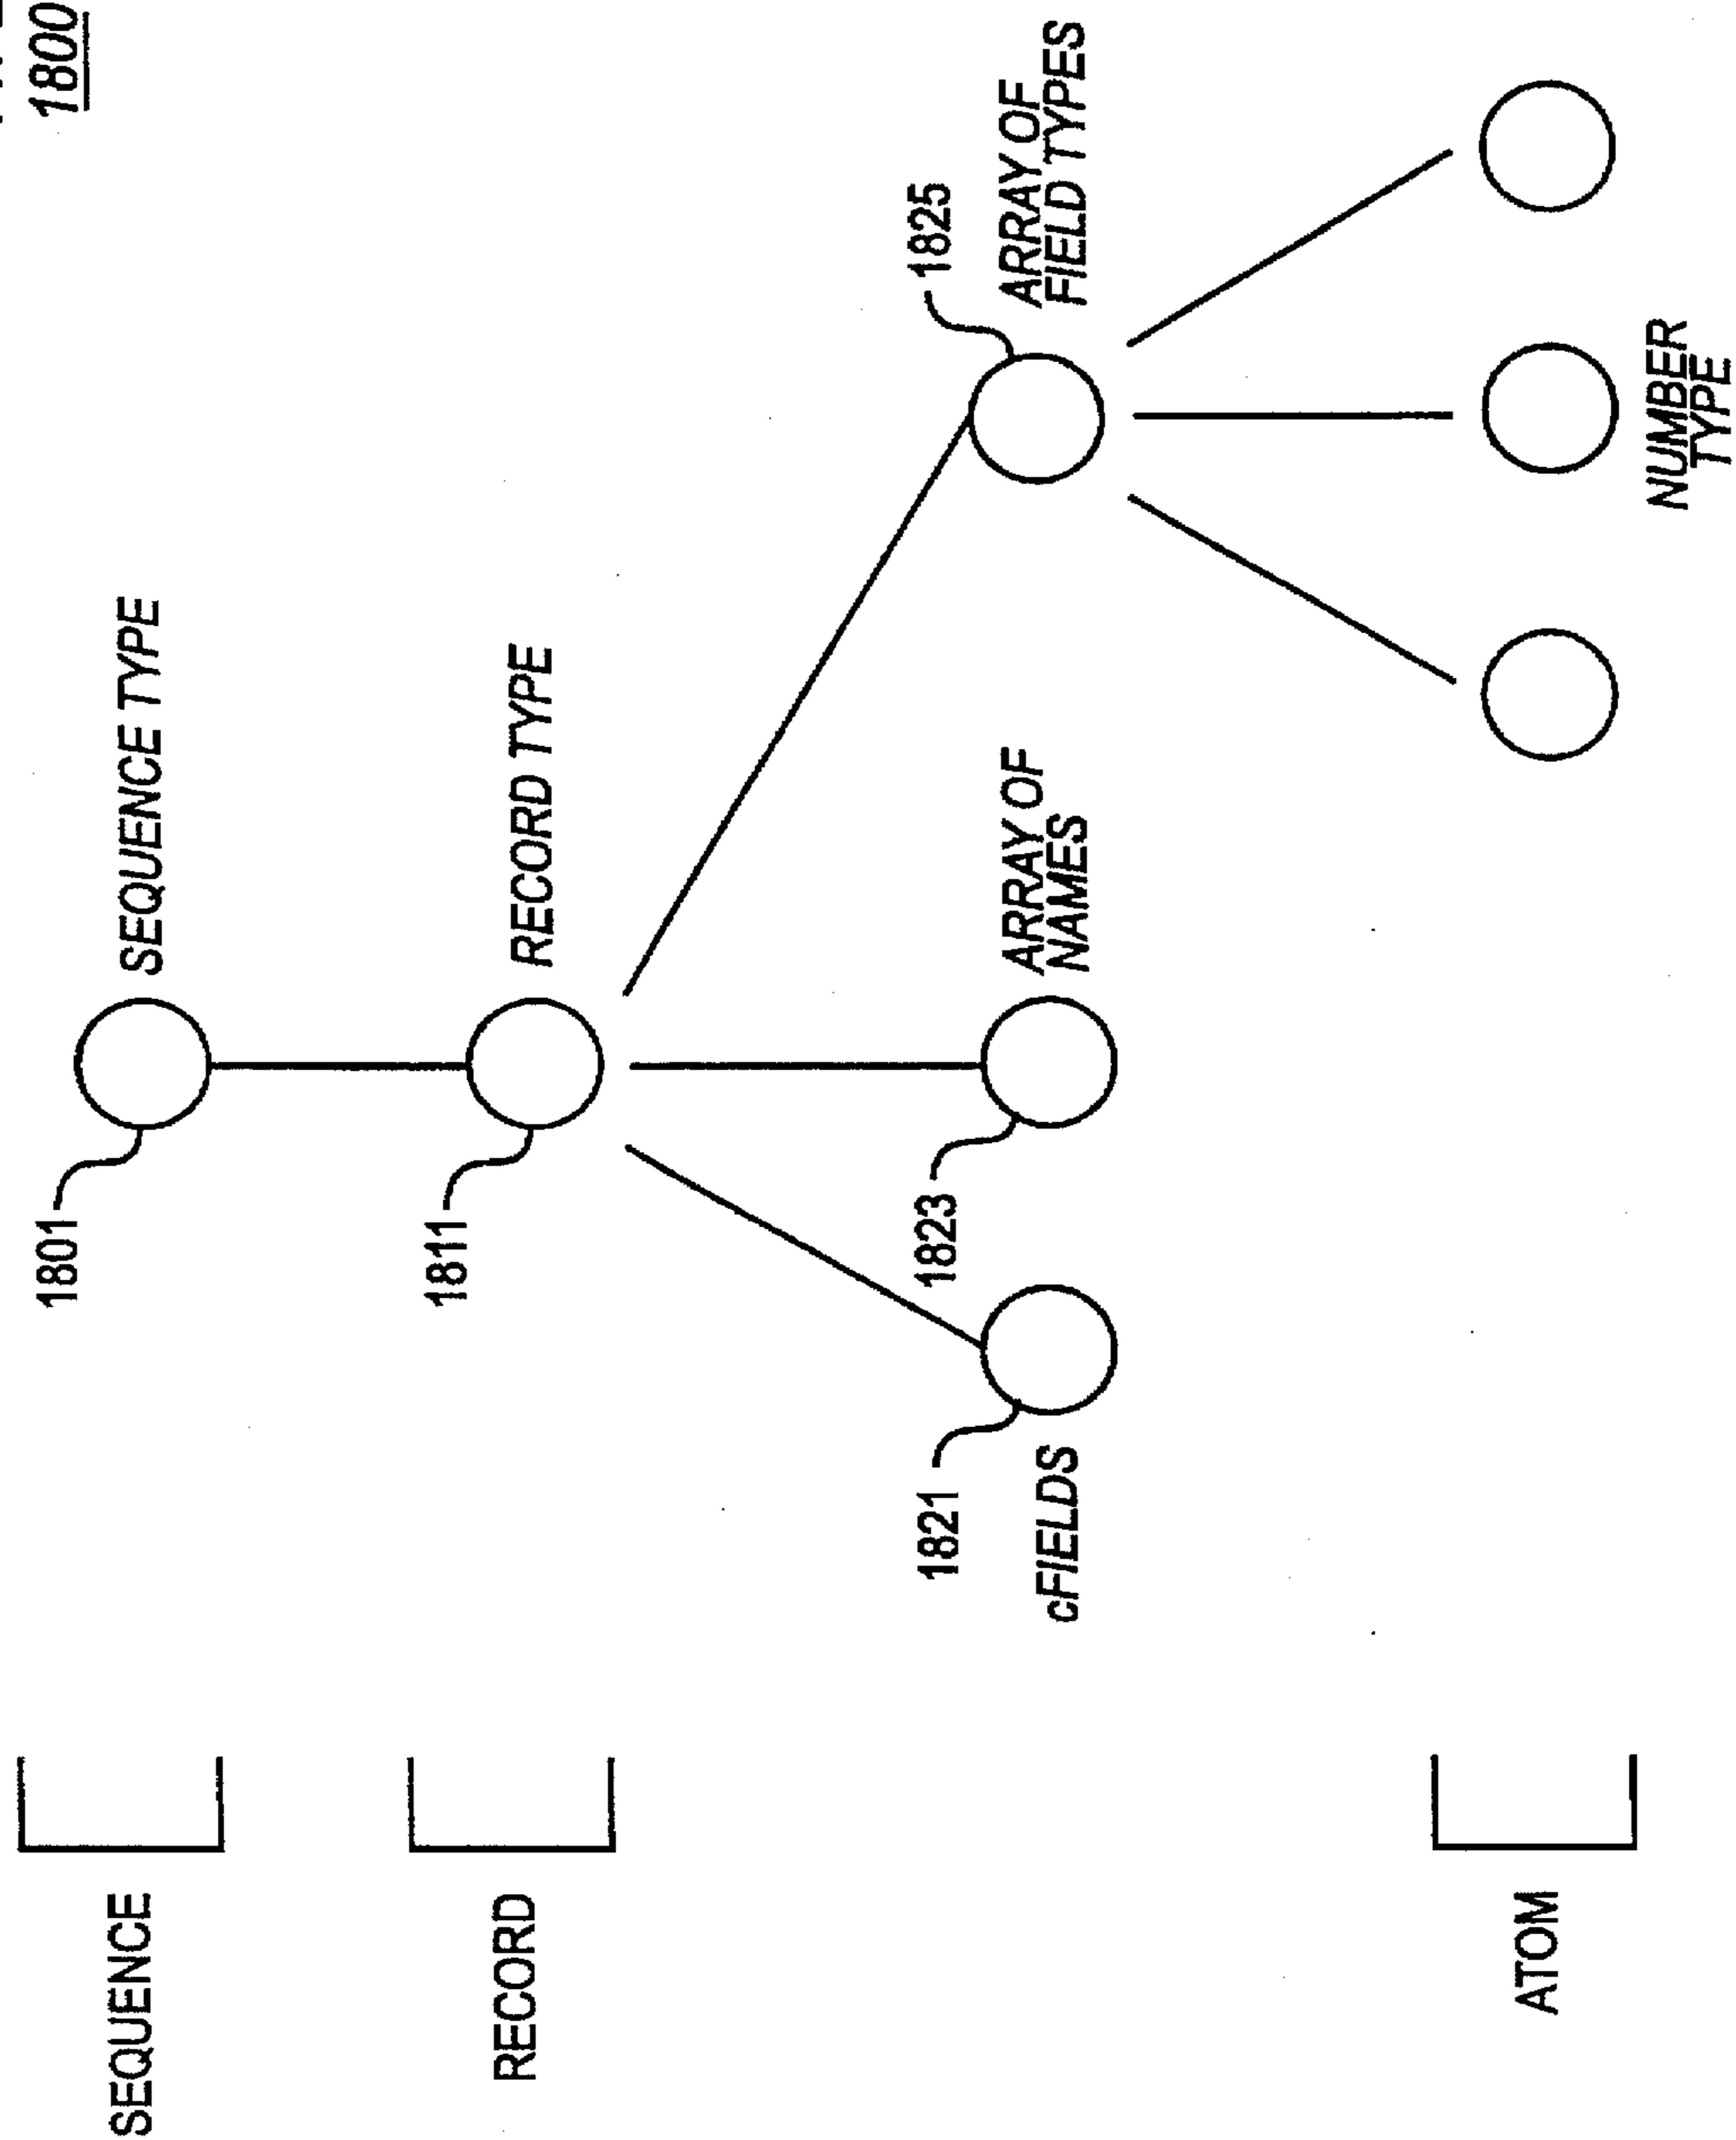 1800
SEQUENCE
1801
SEQUENCE TYPE
RECORD
1811
RECORD TYPE
1821
cFIELDS
1823
ARRAY OF
NAMES
1825
ARRAY OF
FIELD TYPES
ATOM
NUMBER
TYPE